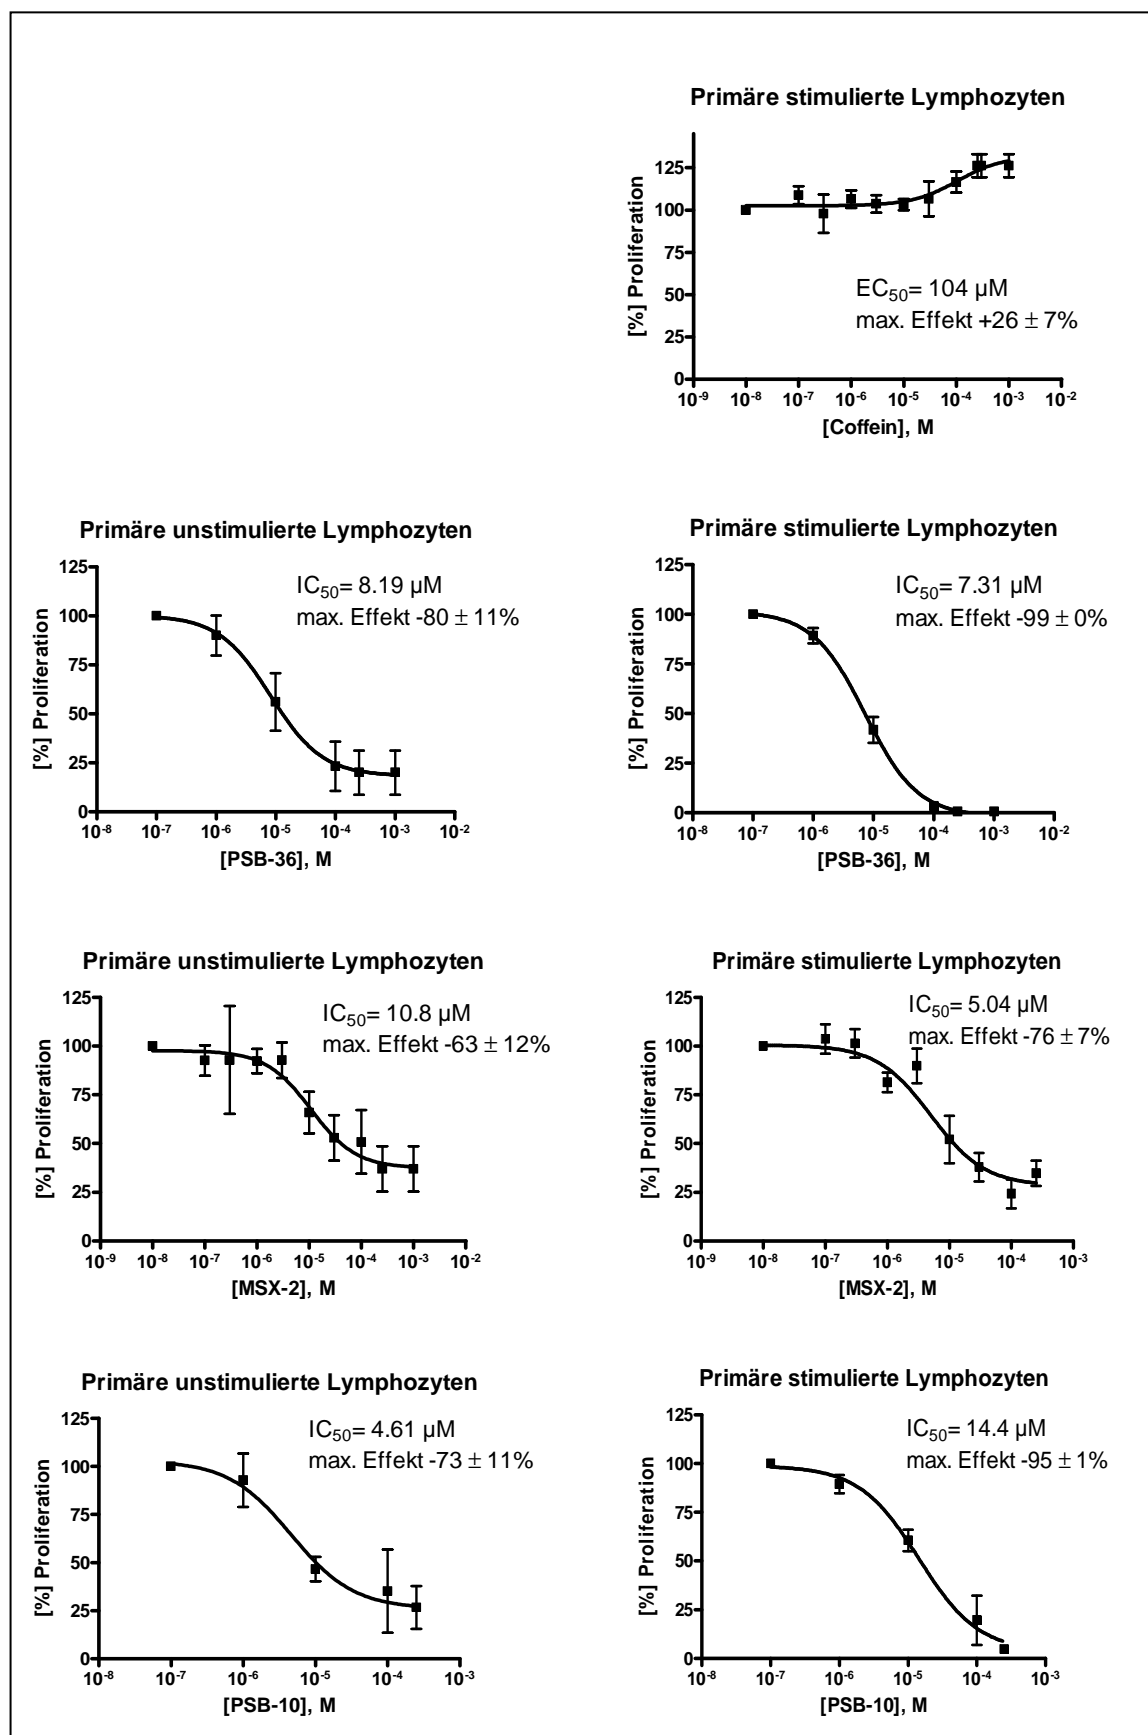 Primäre stimulierte Lymphozyten
[%] Proliferation
125
100
75
50
25
0
EC50= 104 µM
max. Effekt +26 ± 7%
10-9 10-8 10-7 10-6 10-5 10-4 10-3 10-2
[Coffein], M
Primäre unstimulierte Lymphozyten
[%] Proliferation
125
100
75
50
25
0
IC50= 8.19 µM
max. Effekt -80 ± 11%
10-8 10-7 10-6 10-5 10-4 10-3 10-2
[PSB-36], M
Primäre stimulierte Lymphozyten
[%] Proliferation
125
100
75
50
25
0
IC50= 7.31 µM
max. Effekt -99 ± 0%
10-8 10-7 10-6 10-5 10-4 10-3 10-2
[PSB-36], M
Primäre unstimulierte Lymphozyten
[%] Proliferation
125
100
75
50
25
0
IC50= 10.8 µM
max. Effekt -63 ± 12%
10-9 10-8 10-7 10-6 10-5 10-4 10-3 10-2
[MSX-2], M
Primäre stimulierte Lymphozyten
[%] Proliferation
125
100
75
50
25
0
IC50= 5.04 µM
max. Effekt -76 ± 7%
10-9 10-8 10-7 10-6 10-5 10-4 10-3
[MSX-2], M
Primäre unstimulierte Lymphozyten
[%] Proliferation
125
100
75
50
25
0
IC50= 4.61 µM
max. Effekt -73 ± 11%
10-8 10-7 10-6 10-5 10-4 10-3
[PSB-10], M
Primäre stimulierte Lymphozyten
[%] Proliferation
125
100
75
50
25
0
IC50= 14.4 µM
max. Effekt -95 ± 1%
10-8 10-7 10-6 10-5 10-4 10-3
[PSB-10], M